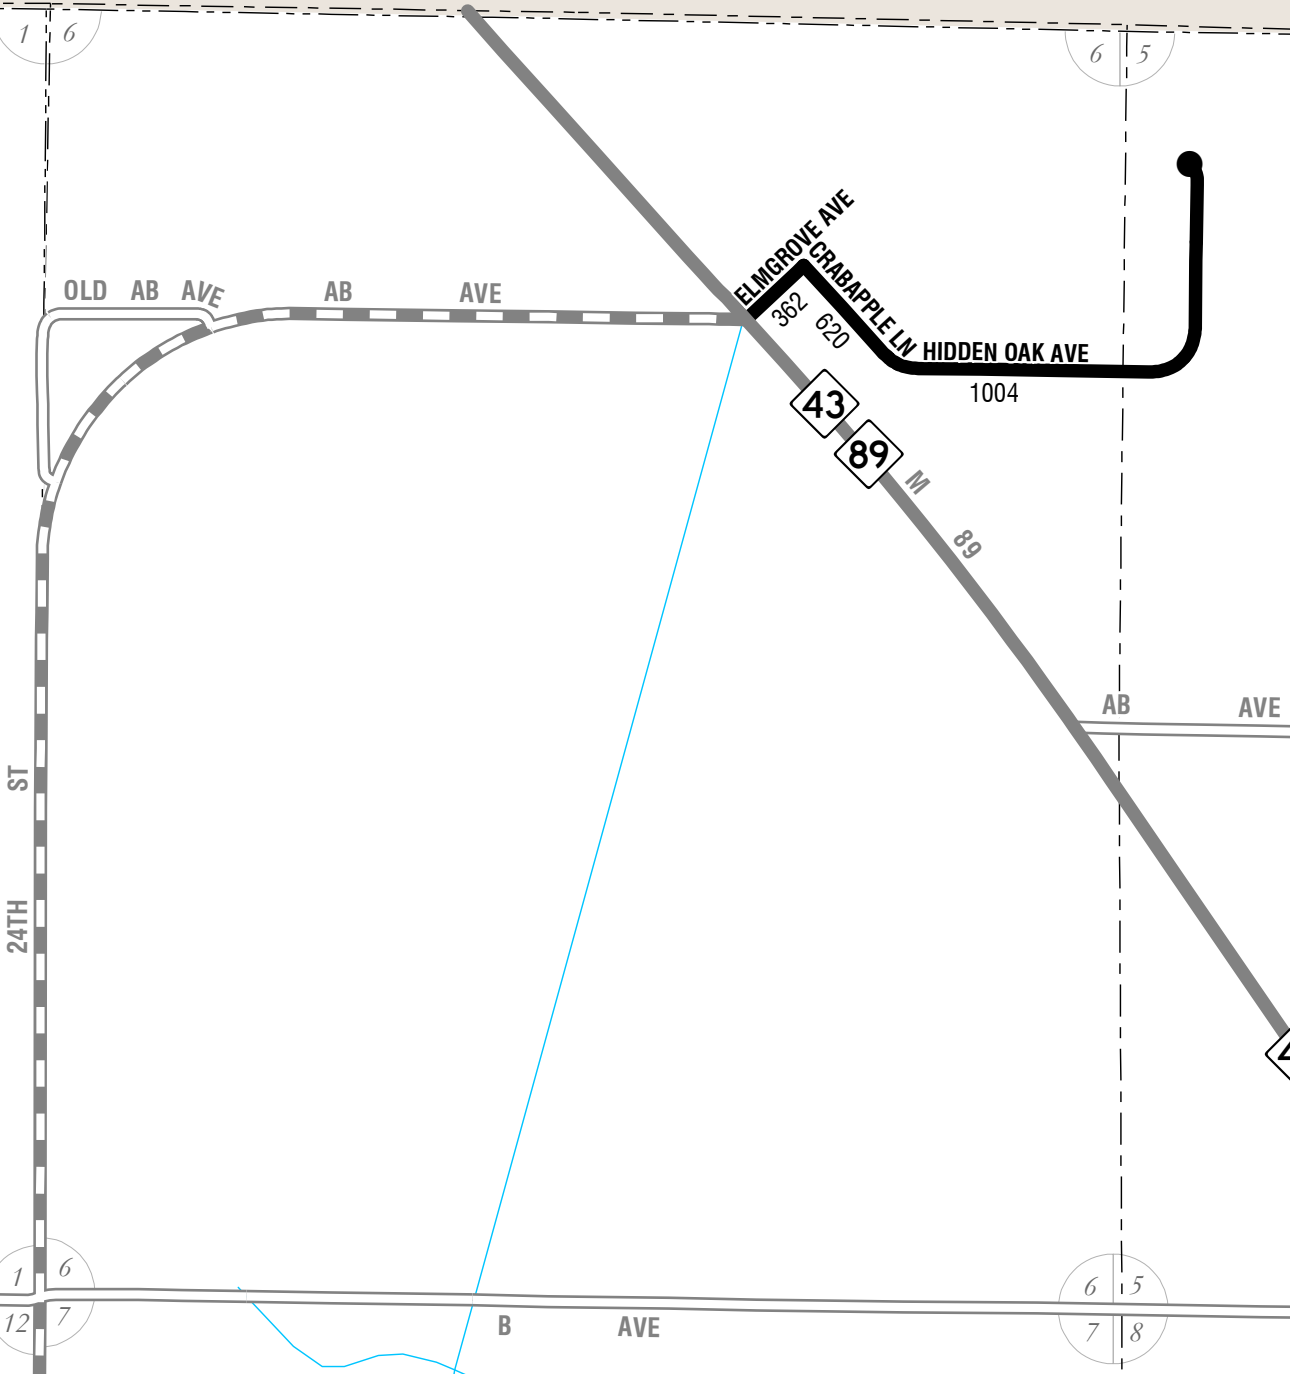 1 6
6 5
ELMGROVE AVE
CRABAPPLE LN
OLD AB AVE
AB AVE
362
620
HIDDEN OAK AVE
1004
43
89
M 89
AB AVE
24TH ST
4
1 6
12 7
6 5
7 8
B AVE